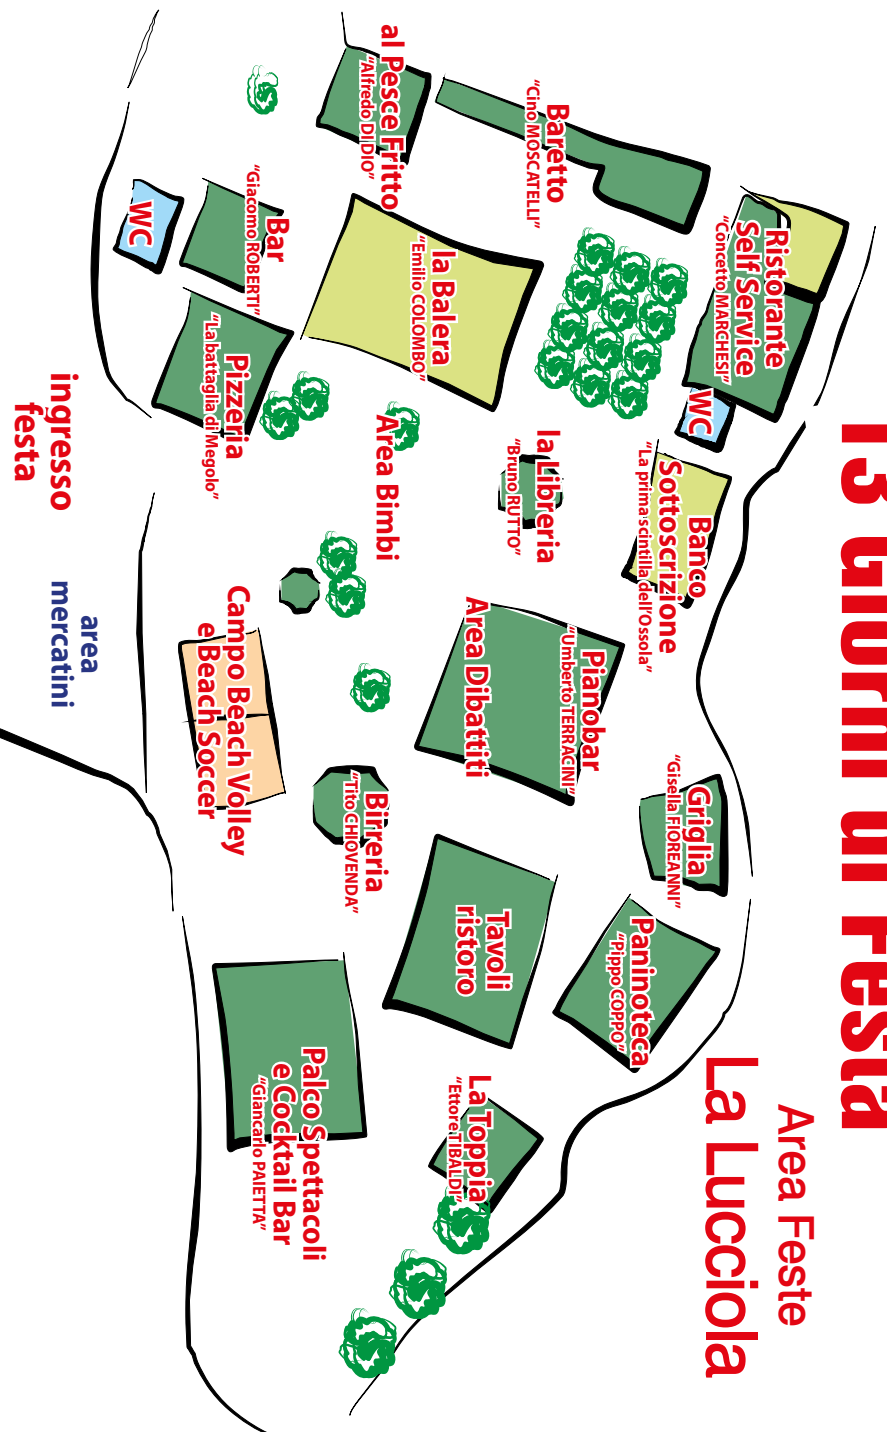 13 Giorni di Festa
Area Feste
La Lucciola
Ristorante
Self Service
“Concetto MARCHESI”
WC
Banco
Sottoscrizione
“La prima scintilla dell’Ossola”
Griglia
“Gisella FIOREANNI”
Paninoteca
“Pippo COPPO”
Baretto
“Cino MOSCATELLI”
la Libreria
“Bruno RUTTO”
Pianobar
“Umberto TERRACINI”
Area Dibattiti
Tavoli
ristoro
La Toppia
“Ettore TIBALDI”
al Pesce Fritto
“Alfredo DI DIO”
la Balera
“Emilio COLOMBO”
Area Bimbi
Birreria
“Tito CHIOVENDA”
Palco Spettacoli
e Cocktail Bar
“Giancarlo PAIETTA”
Bar
“Giacomo ROBERTI”
WC
Pizzeria
“La battaglia di Megolo”
Campo Beach Volley
e Beach Soccer
ingresso
festa
area
mercatini